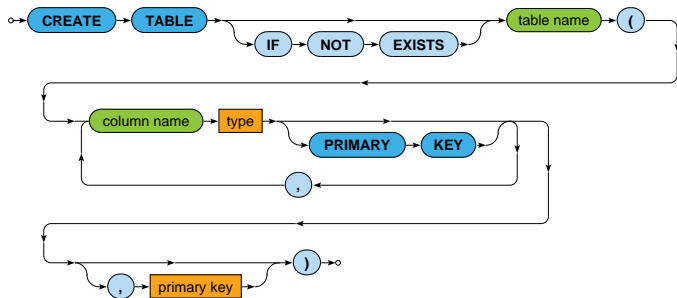 CREATE TABLE table name (
IF NOT EXISTS
column name type
PRIMARY KEY
,
)
, primary key